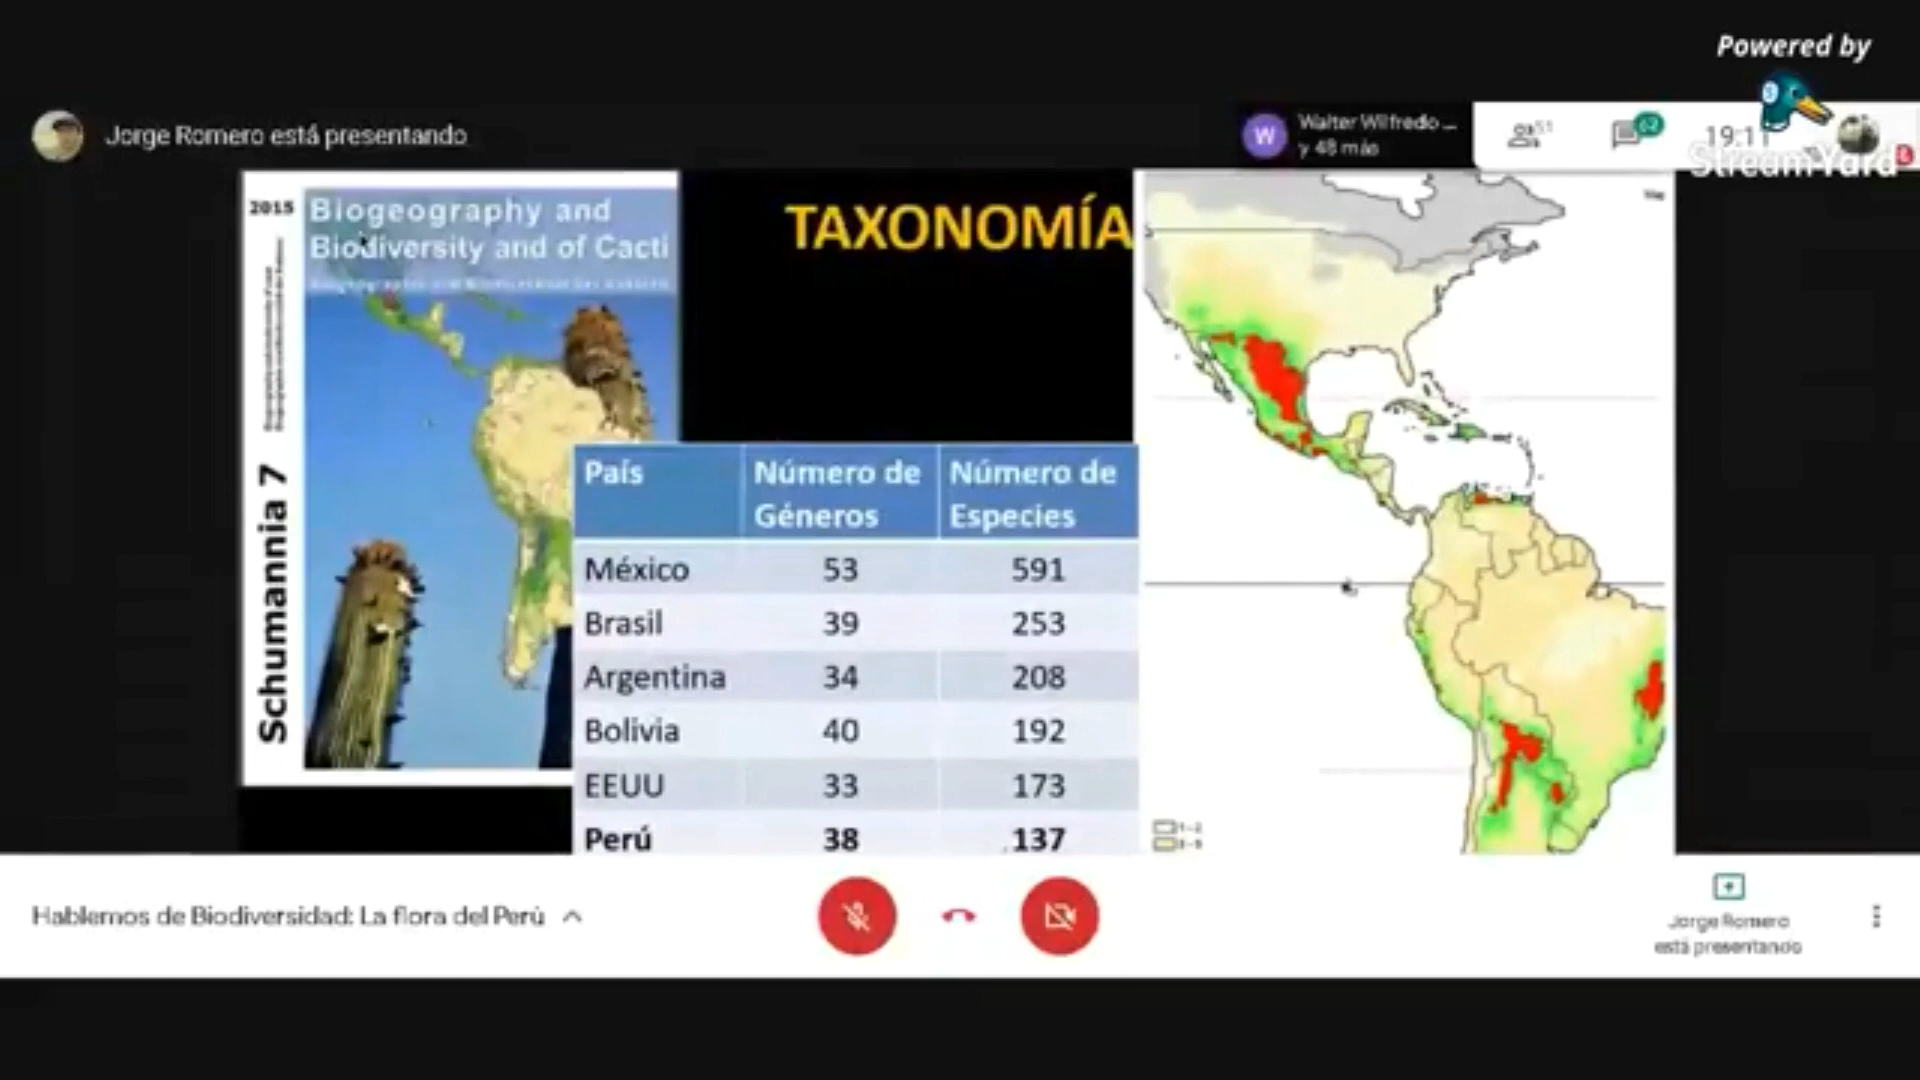 Powered by
StreamYard
Jorge Romero está presentando
W
Walter Wilfredo ...
y 48 más
51
62
19:11
2015
Biogeography and
Biodiversity and of Cacti
Schumannia 7
TAXONOMÍA
País Número de Géneros Número de Especies
México 53 591
Brasil 39 253
Argentina 34 208
Bolivia 40 192
EEUU 33 173
Perú 38 137
Hablemos de Biodiversidad: La flora del Perú
Jorge Romero
está presentando